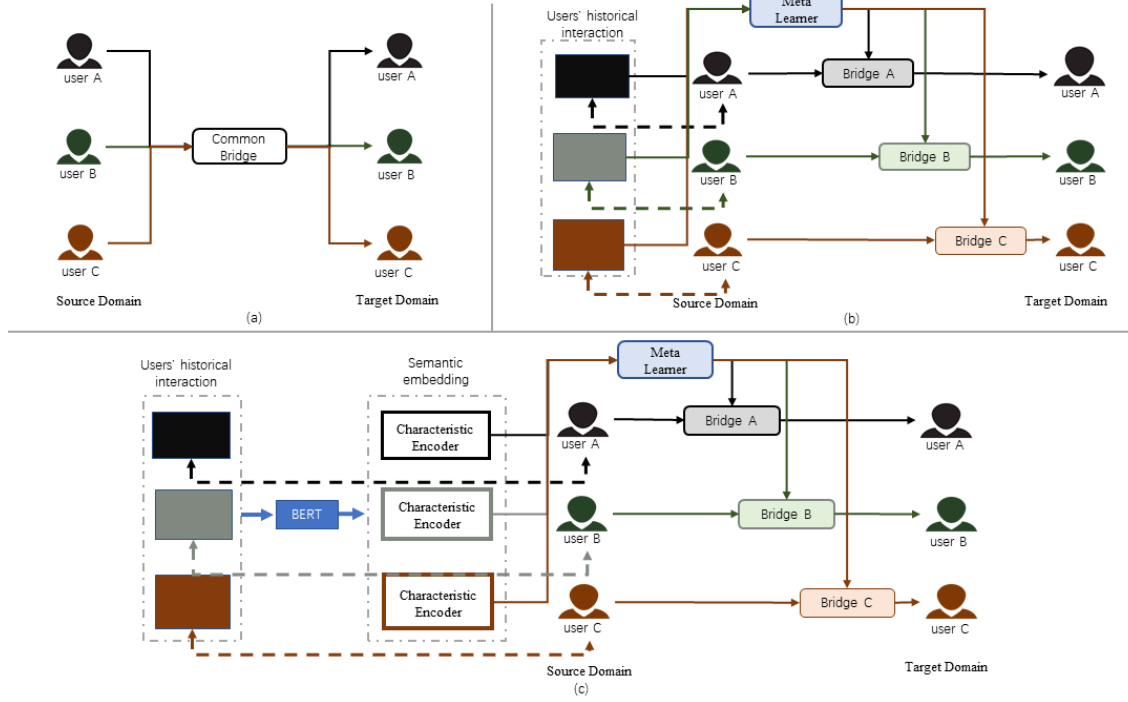 user A
user B
user C
Source Domain
Common
Bridge
user A
user B
user C
Target Domain
(a)
Users' historical
interaction
Meta
Learner
user A
user B
user C
Source Domain
Bridge A
Bridge B
Bridge C
user A
user B
user C
Target Domain
(b)
Users' historical
interaction
BERT
Semantic
embedding
Characteristic
Encoder
Characteristic
Encoder
Characteristic
Encoder
Meta
Learner
user A
user B
user C
Source Domain
Bridge A
Bridge B
Bridge C
user A
user B
user C
Target Domain
(c)